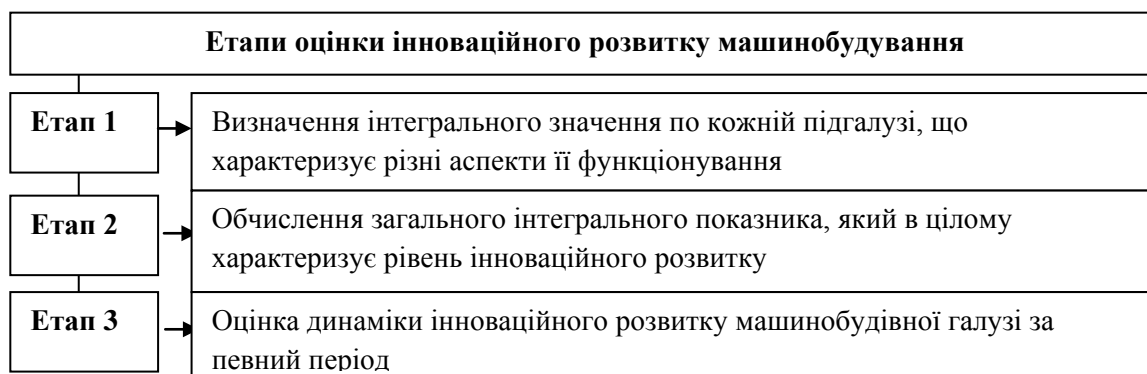 Етапи оцінки інноваційного розвитку машинобудування
Етап 1
Визначення інтегрального значення по кожній підгалузі, що
характеризує різні аспекти її функціонування
Етап 2
Обчислення загального інтегрального показника, який в цілому
характеризує рівень інноваційного розвитку
Етап 3
Оцінка динаміки інноваційного розвитку машинобудівної галузі за
певний період